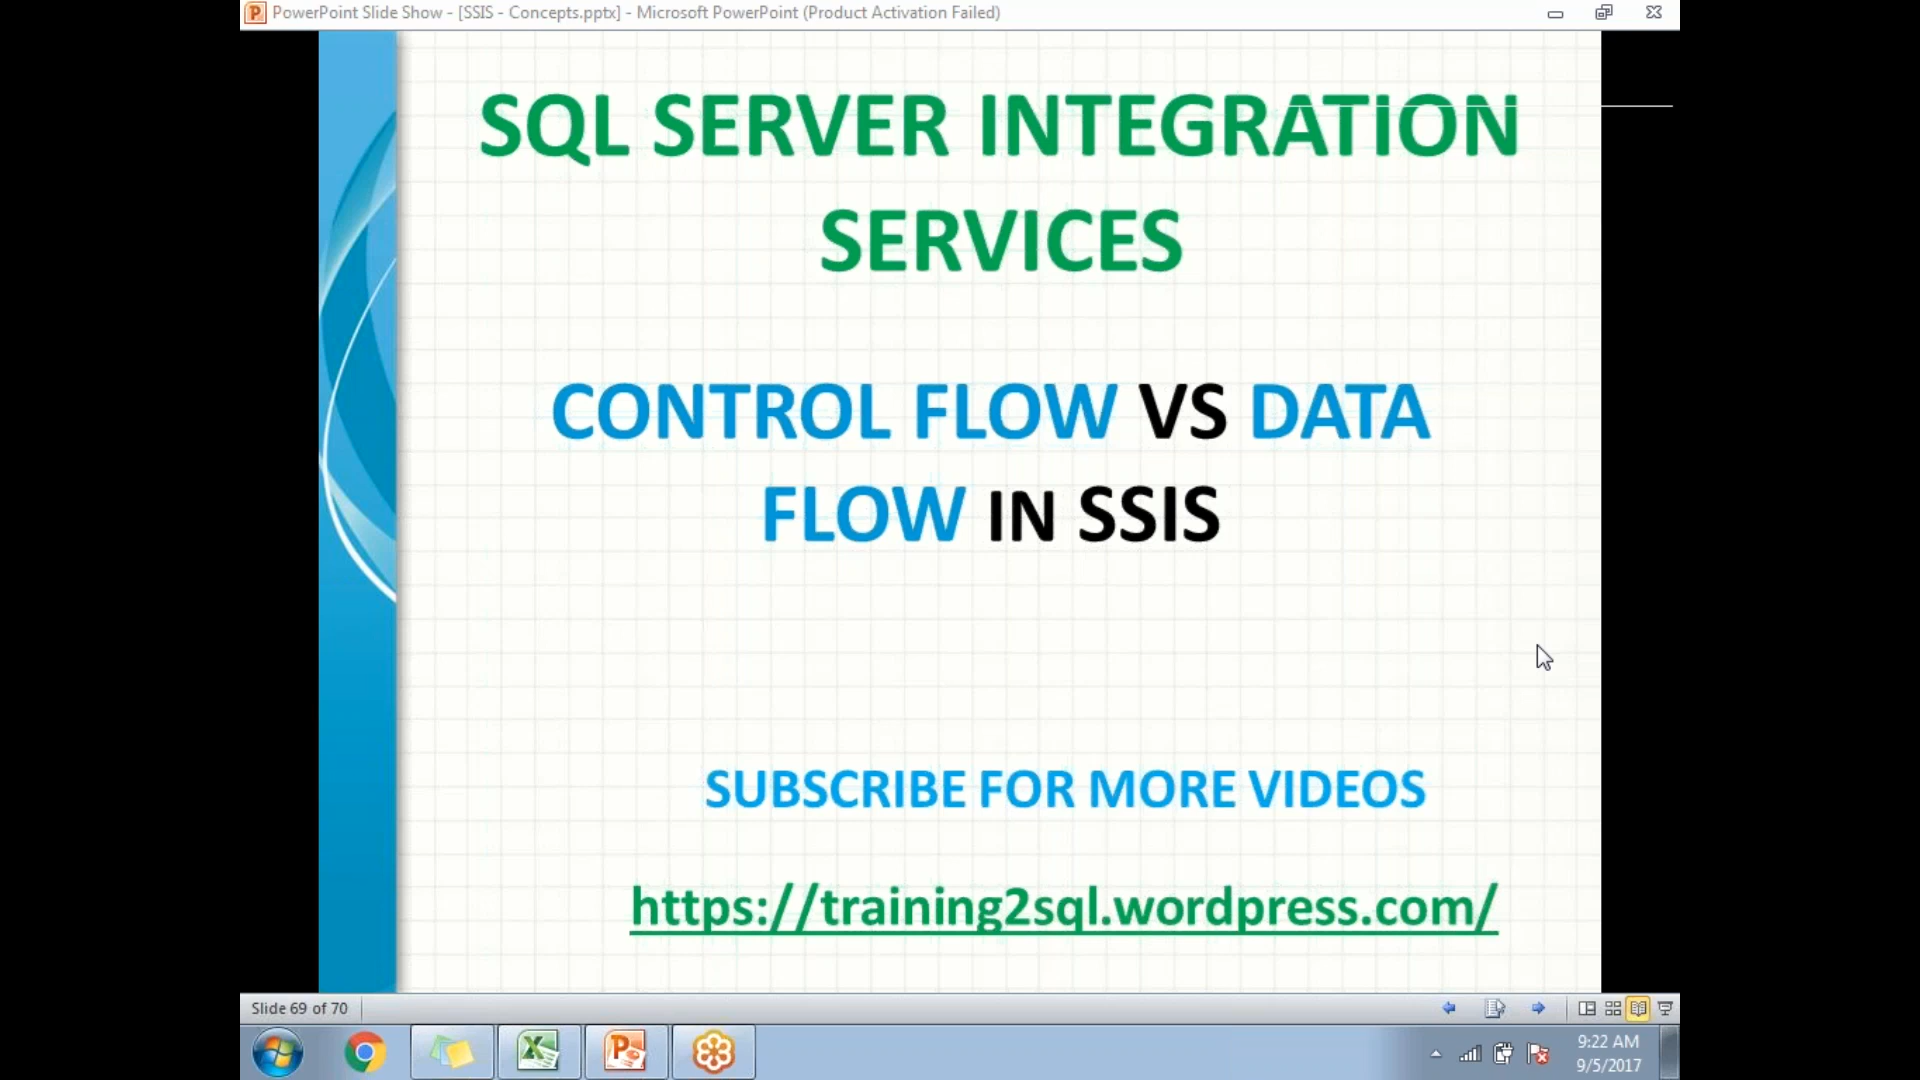 PowerPoint Slide Show - [SSIS - Concepts.pptx] - Microsoft PowerPoint (Product Activation Failed)
SQL SERVER INTEGRATION
SERVICES
CONTROL FLOW VS DATA
FLOW IN SSIS
SUBSCRIBE FOR MORE VIDEOS
https://training2sql.wordpress.com/
Slide 69 of 70
9:22 AM
9/5/2017